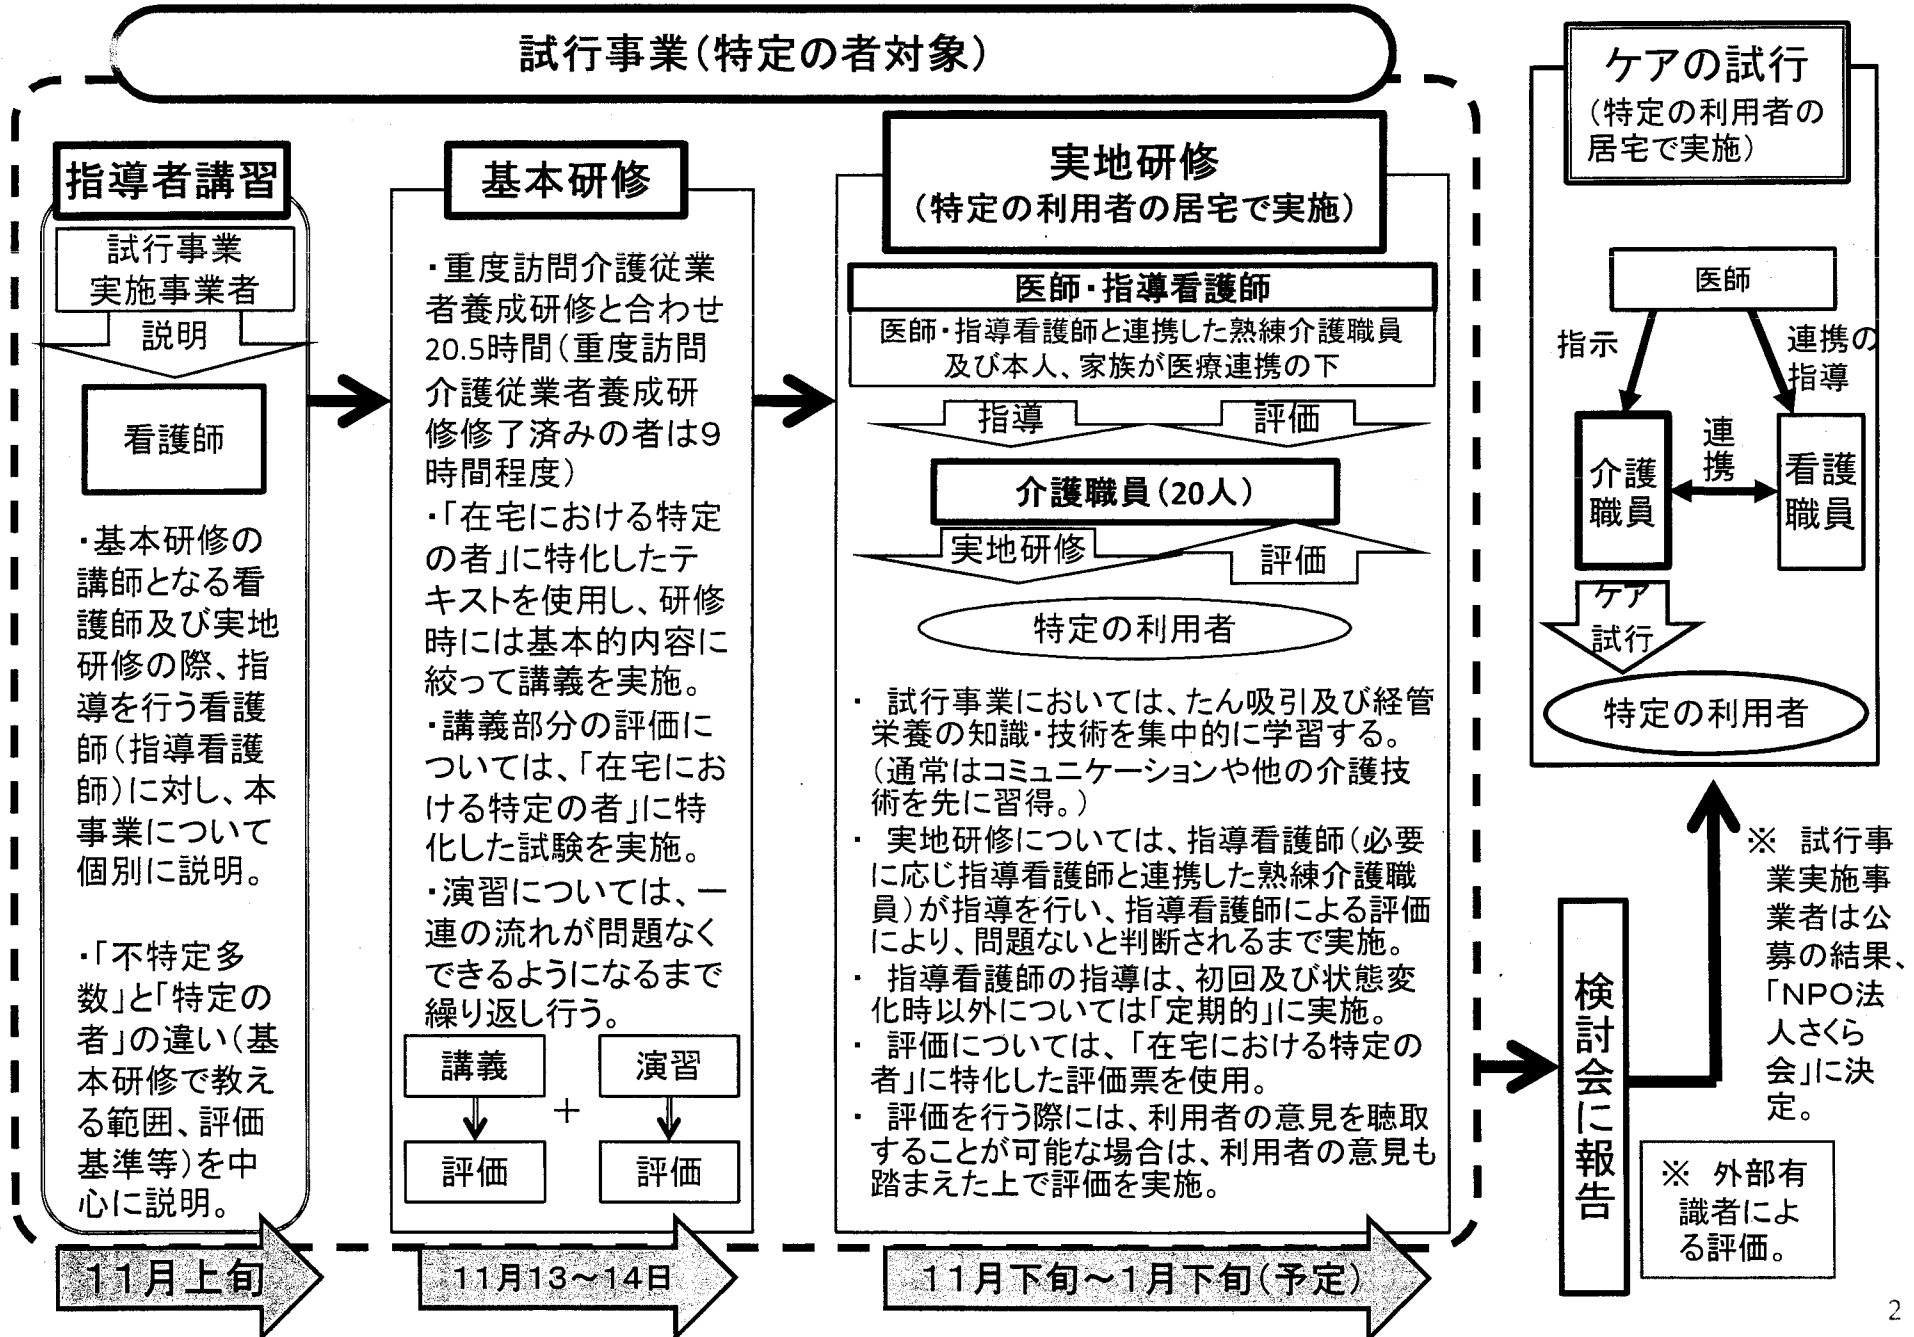 試行事業（特定の者対象）
指導者講習
試行事業
実施事業者
説明
看護師
・基本研修の
講師となる看
護師及び実地
研修の際、指
導を行う看護
師（指導看護
師）に対し、本
事業について
個別に説明。
・「不特定多
数」と「特定の
者」の違い（基
本研修で教え
る範囲、評価
基準等）を中
心に説明。
11月上旬
基本研修
・重度訪問介護従業
者養成研修と合わせ
20.5時間（重度訪問
介護従業者養成研
修修了済みの者は9
時間程度）
・「在宅における特定
の者」に特化したテ
キストを使用し、研修
時には基本的内容に
絞って講義を実施。
・講義部分の評価に
ついては、「在宅にお
ける特定の者」に特
化した試験を実施。
・演習については、一
連の流れが問題なく
できるようになるまで
繰り返し行う。
講義
演習
+
評価
評価
11月13～14日
実地研修
（特定の利用者の居宅で実施）
医師・指導看護師
医師・指導看護師と連携した熟練介護職員
及び本人、家族が医療連携の下
指導
評価
介護職員（20人）
実地研修
評価
特定の利用者
・ 試行事業においては、たん吸引及び経管
栄養の知識・技術を集中的に学習する。
（通常はコミュニケーションや他の介護技
術を先に習得。）
・ 実地研修については、指導看護師（必要
に応じ指導看護師と連携した熟練介護職
員）が指導を行い、指導看護師による評価
により、問題ないと判断されるまで実施。
・ 指導看護師の指導は、初回及び状態変
化時以外については「定期的」に実施。
・ 評価については、「在宅における特定の
者」に特化した評価票を使用。
・ 評価を行う際には、利用者の意見を聴取
することが可能な場合は、利用者の意見も
踏まえた上で評価を実施。
11月下旬～1月下旬（予定）
ケアの試行
（特定の利用者の
居宅で実施）
医師
指示
連携の
指導
介護
職員
連
携
看護
職員
ケア
試行
特定の利用者
検討会に報告
※ 試行事
業実施事
業者は公
募の結果、
「NPO法
人さくら
会」に決
定。
※ 外部有
識者によ
る評価。
2